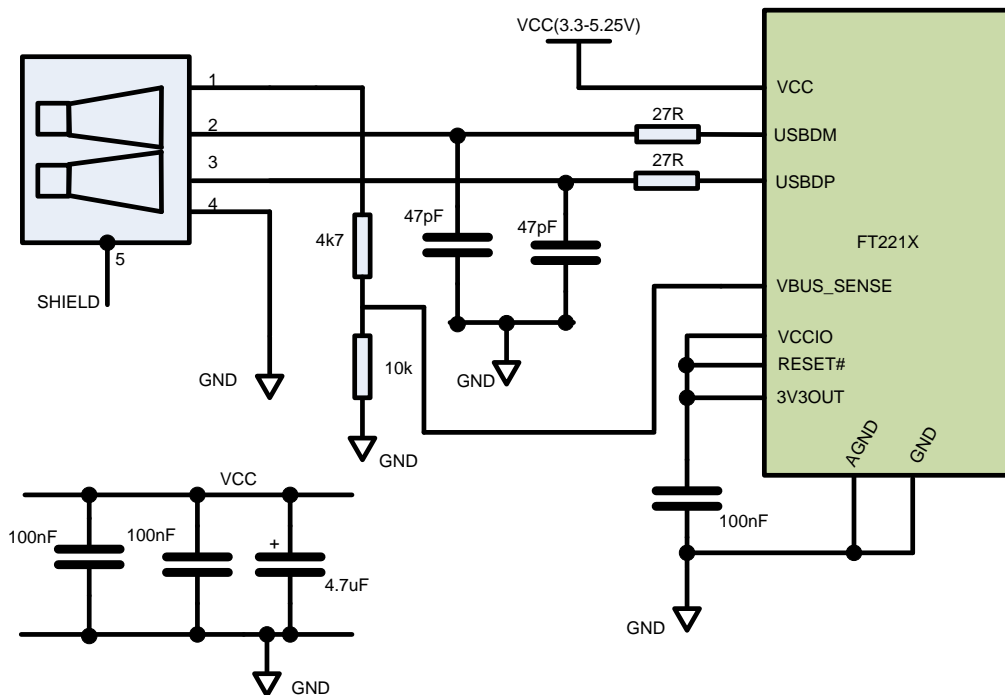 VCC(3.3-5.25V)
1
VCC
27R
2
USBDM
27R
3
USBDP
4
47pF
47pF
4k7
FT221X
5
VBUS_SENSE
SHIELD
VCCIO
RESET#
GND
10k
GND
3V3OUT
AGND
GND
GND
VCC
100nF
100nF
100nF
+
4.7uF
GND
GND